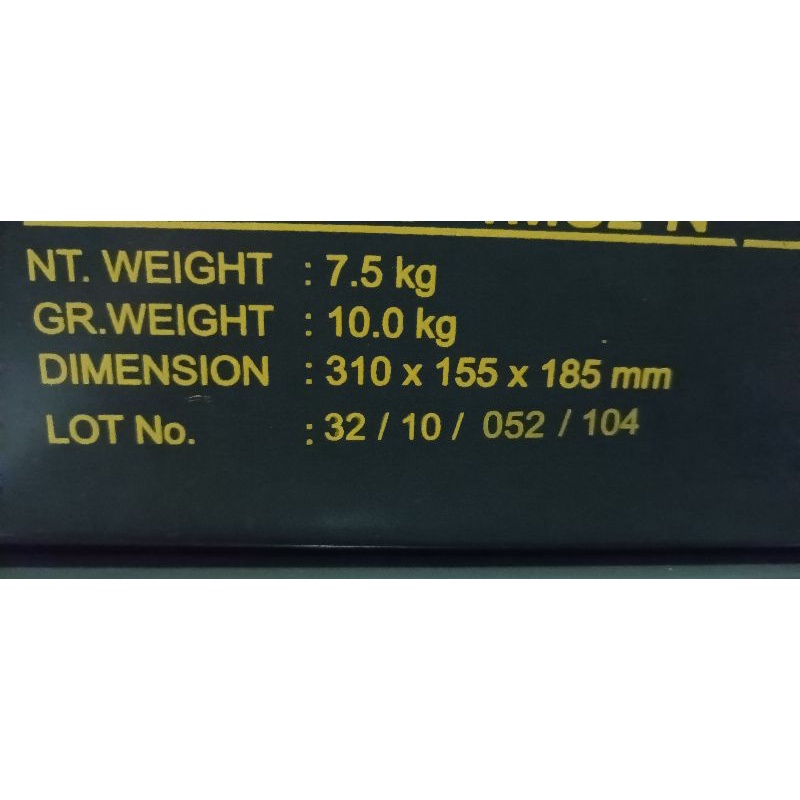 NT. WEIGHT : 7.5 kg
GR.WEIGHT : 10.0 kg
DIMENSION : 310 x 155 x 185 mm
LOT No. : 32 / 10 / 052 / 104